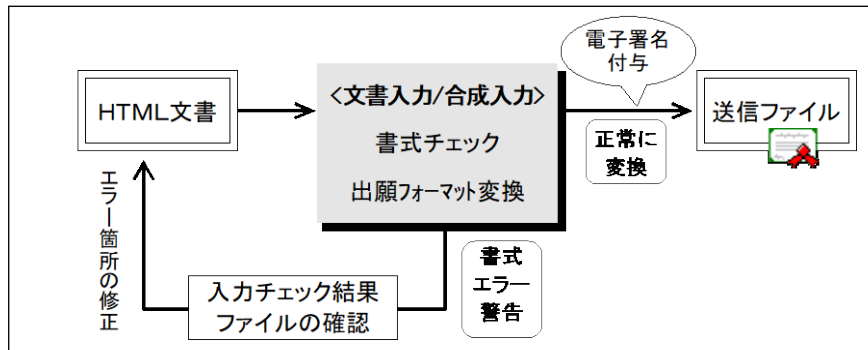 電子署名
付与
HTML文書
<文書入力/合成入力>
書式チェック
出願フォーマット変換
正常に
変換
送信ファイル
エラー箇所の修正
書式
エラー
警告
入力チェック結果
ファイルの確認